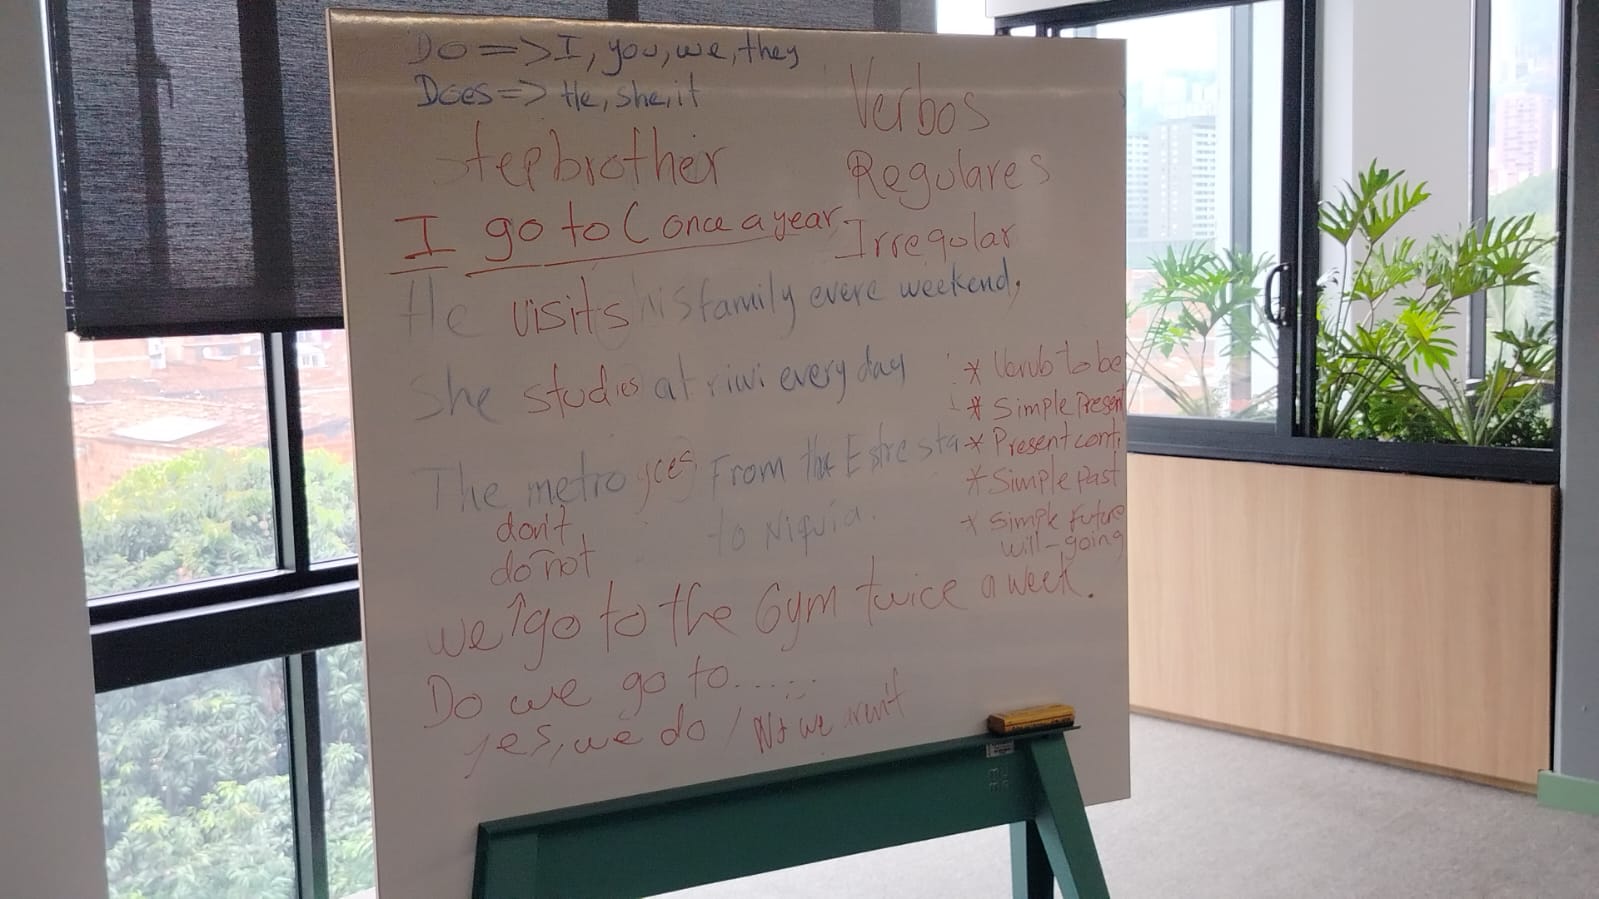 Do => I, you, we, they
Does => He, she, it
Stepbrother
I go to ( once a year
He visits his family evere weekend.
She studies at riwi every day
The metro goes From the Estresta
to Niquia.
don't
do not
we ↑ go to the Gym twice a week.
Do we go to......
yes, we do / we arent
Verbos
Regulares
Irregular
* Verub to be
* Simple Present
* Present conti
* Simple past
* Simple Future
will - going